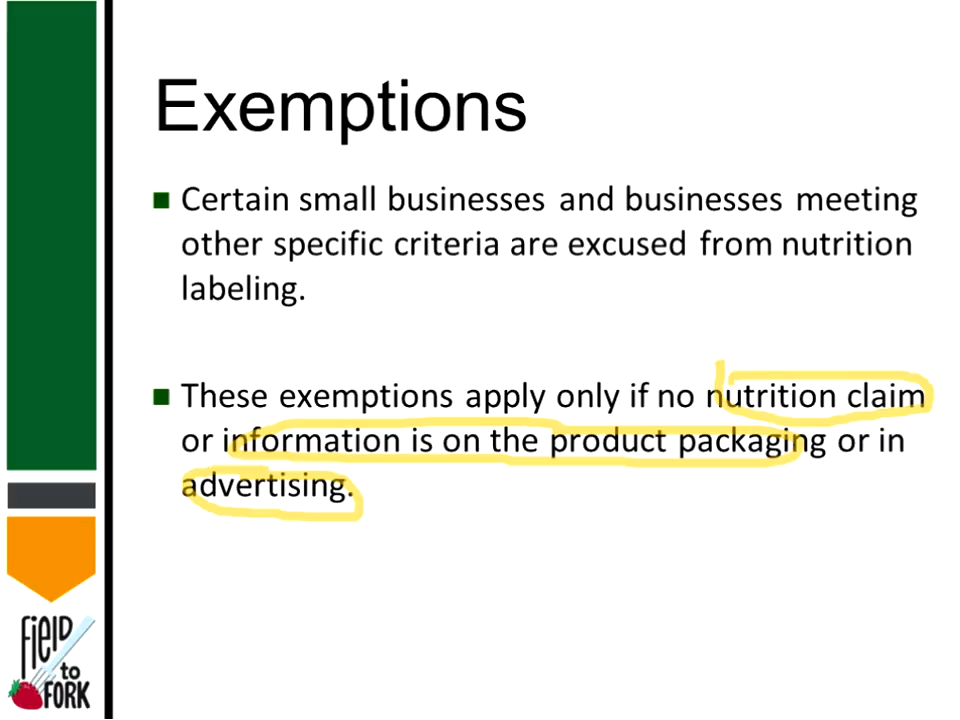 Exemptions
Certain small businesses and businesses meeting
other specific criteria are excused from nutrition
labeling.
These exemptions apply only if no nutrition claim
or information is on the product packaging or in
advertising.
FiElD
to
FORK